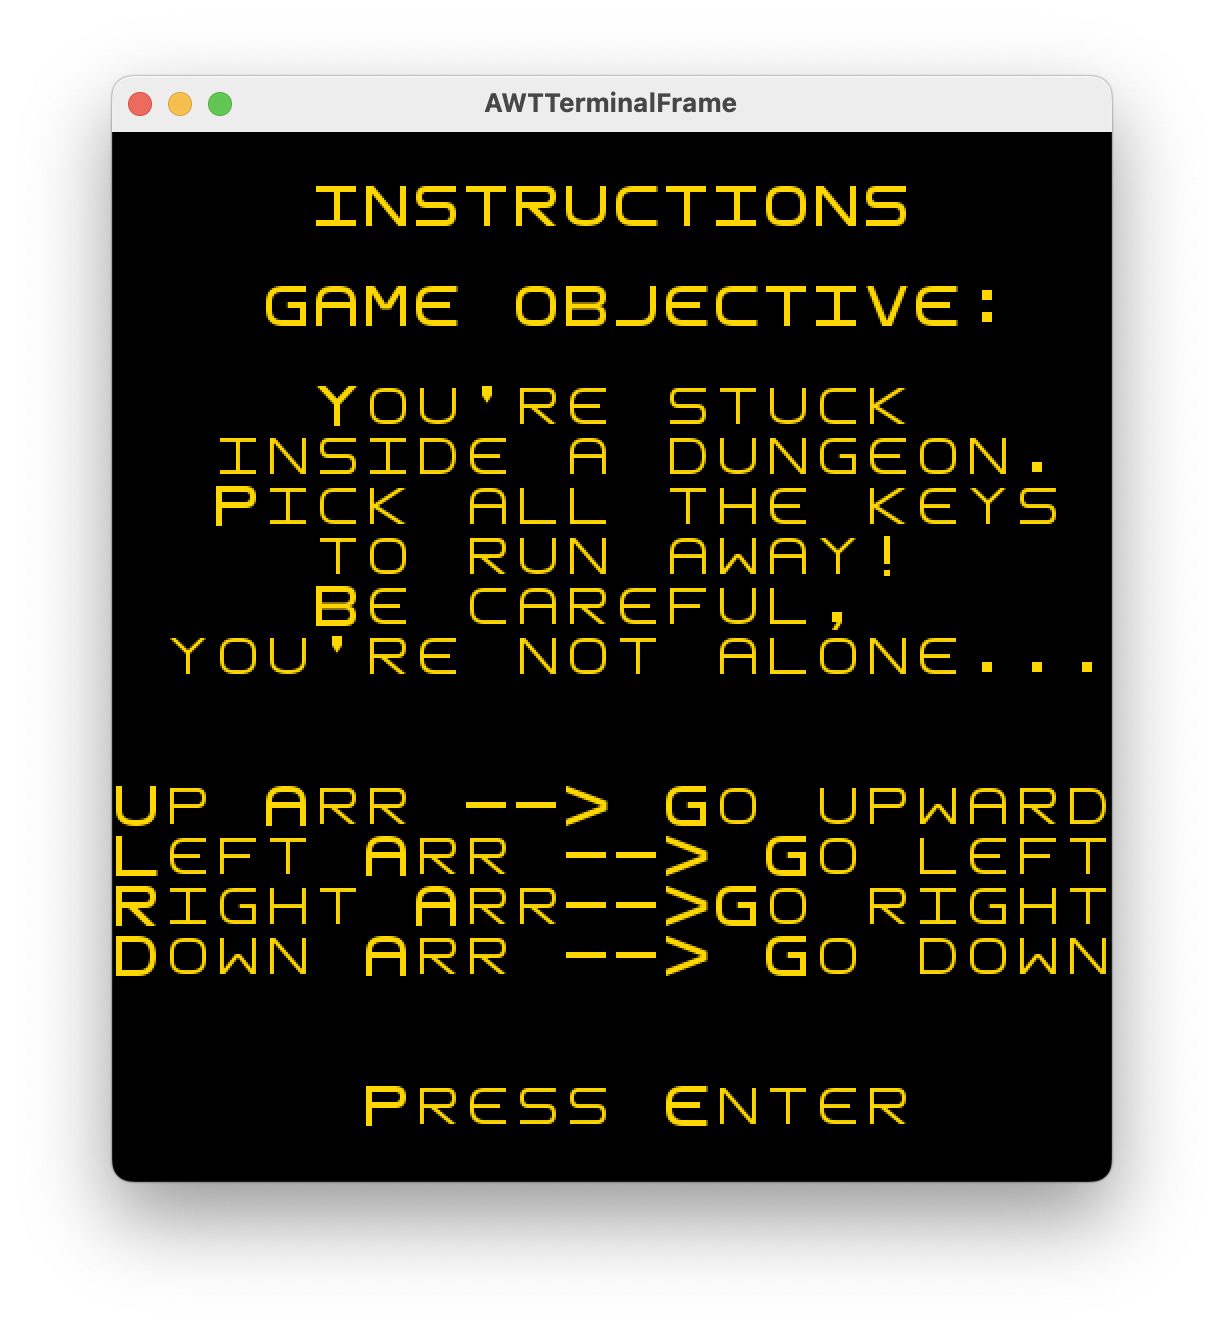 AWTTerminalFrame
INSTRUCTIONS
GAME OBJECTIVE:
You're stuck
inside a dungeon.
Pick all the keys
to run away!
Be careful,
you're not alone...
Up Arr --> Go upward
Left Arr --> Go left
Right Arr-->Go right
Down Arr --> Go down
Press Enter